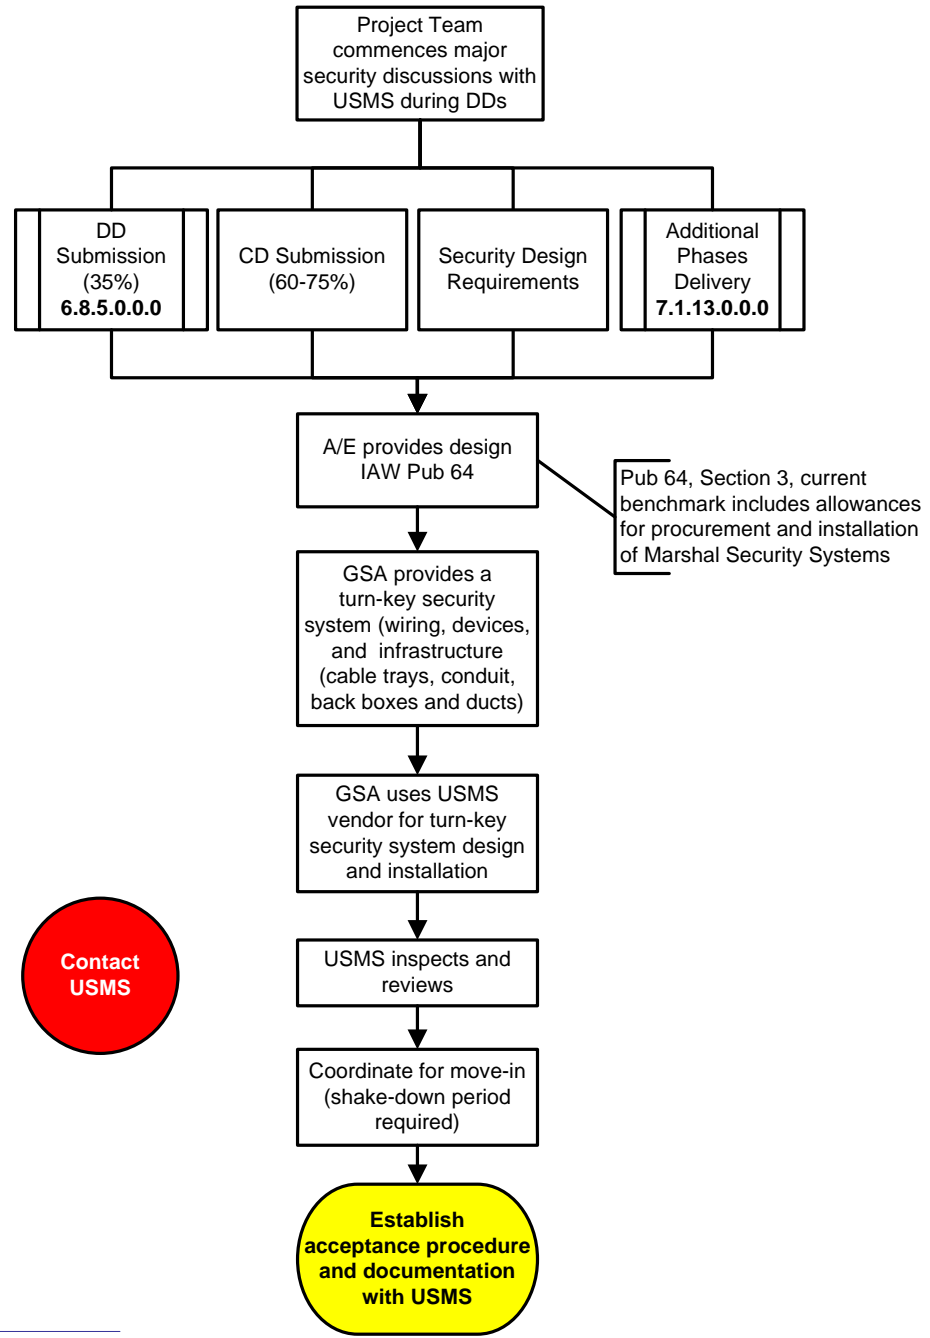 Project Team
commences major
security discussions with
USMS during DDs
DD
Submission
(35%)
6.8.5.0.0.0
CD Submission
(60-75%)
Security Design
Requirements
Additional
Phases
Delivery
7.1.13.0.0.0
A/E provides design
IAW Pub 64
Pub 64, Section 3, current
benchmark includes allowances
for procurement and installation
of Marshal Security Systems
GSA provides a
turn-key security
system (wiring, devices,
and infrastructure
(cable trays, conduit,
back boxes and ducts)
GSA uses USMS
vendor for turn-key
security system design
and installation
Contact
USMS
USMS inspects and
reviews
Coordinate for move-in
(shake-down period
required)
Establish
acceptance procedure
and documentation
with USMS